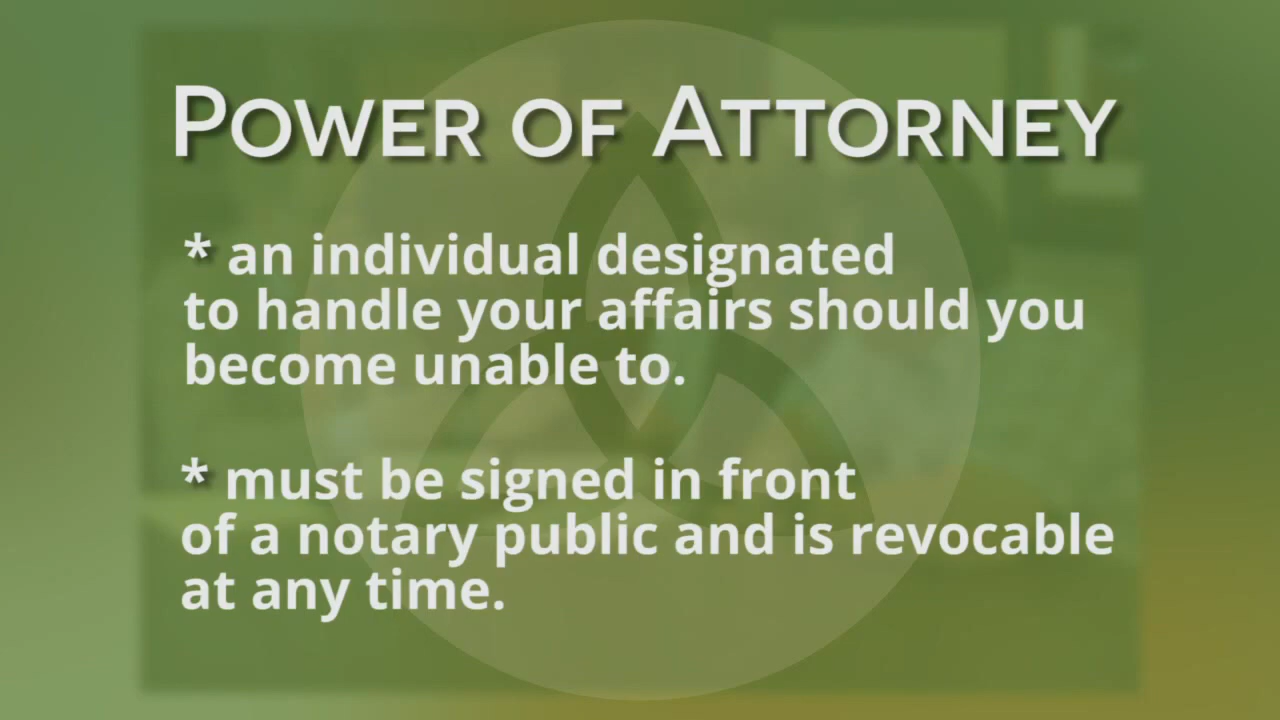 POWER OF ATTORNEY
* an individual designated
to handle your affairs should you
become unable to.
* must be signed in front
of a notary public and is revocable
at any time.